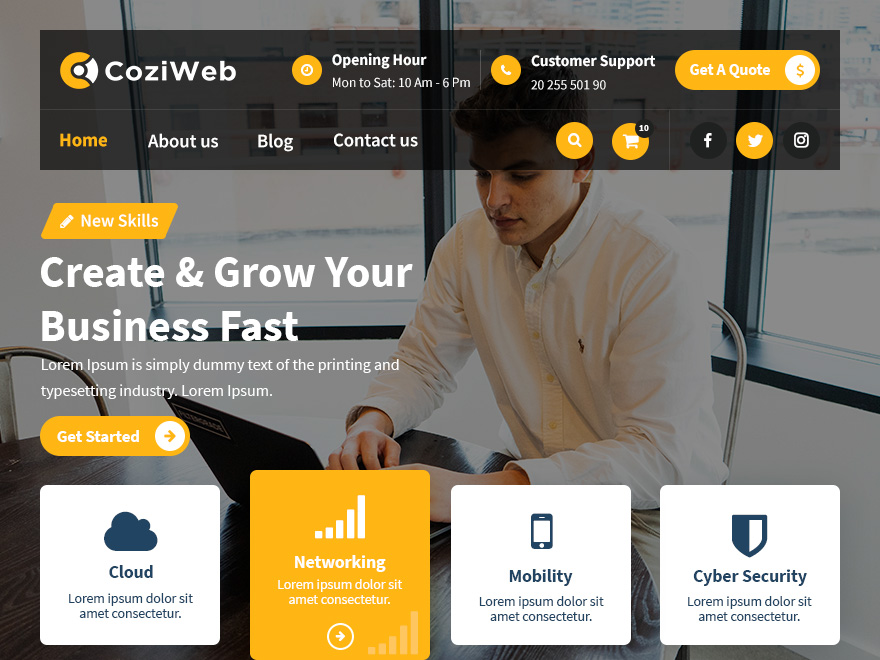 CoziWeb
Opening Hour
Mon to Sat: 10 Am - 6 Pm
Customer Support
20 255 501 90
Get A Quote
$
Home
About us
Blog
Contact us
10
New Skills
Create & Grow Your
Business Fast
Lorem Ipsum is simply dummy text of the printing and
typesetting industry. Lorem Ipsum.
Get Started
Cloud
Lorem ipsum dolor sit
amet consectetur.
Networking
Lorem ipsum dolor sit
amet consectetur.
Mobility
Lorem ipsum dolor sit
amet consectetur.
Cyber Security
Lorem ipsum dolor sit
amet consectetur.